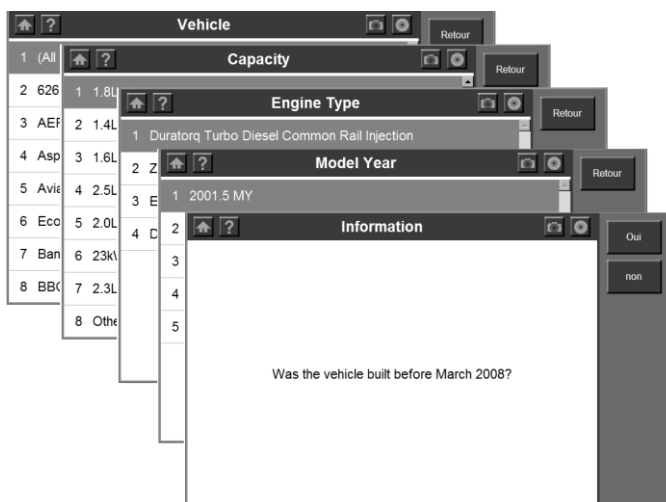 ? Vehicle
Retour
1 (All
2 626
3 AEF
4 Asp
5 Avia
6 Eco
7 Ban
8 BBC
? Capacity
Retour
1 1.8L
2 1.4L
3 1.6L
4 2.5L
5 2.0L
6 23kV
7 2.3L
8 Othe
? Engine Type
Retour
1 Duratorq Turbo Diesel Common Rail Injection
2 Z
3 E
4 D
? Model Year
Retour
1 2001.5 MY
2
3
4
5
? Information
Oui
non
Was the vehicle built before March 2008?